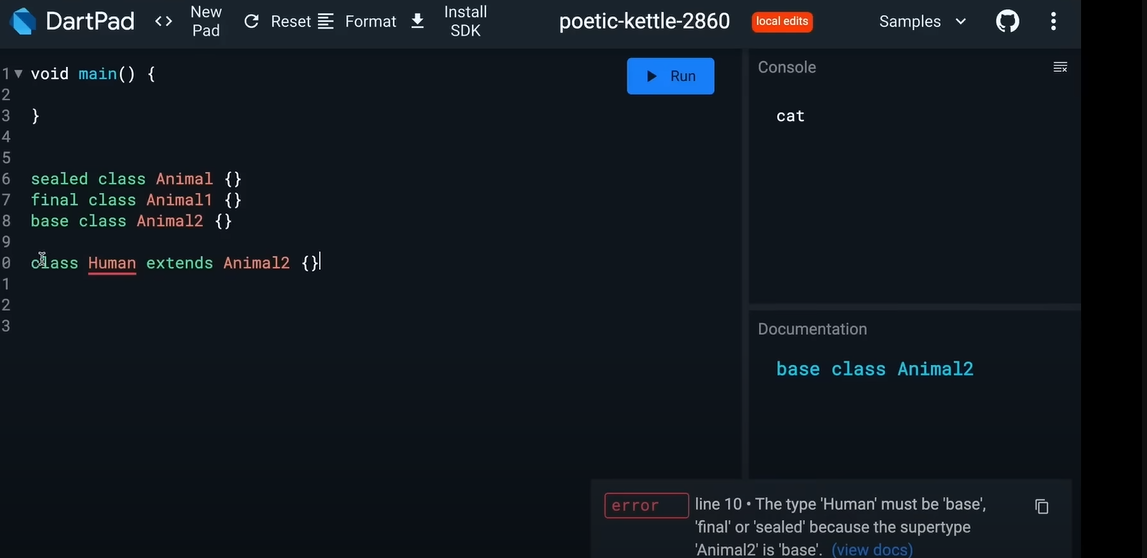 DartPad <> New Pad Reset Format Install SDK poetic-kettle-2860 local edits Samples
1 void main() {
2
3 }
4
5
6 sealed class Animal {}
7 final class Animal1 {}
8 base class Animal2 {}
9
0 class Human extends Animal2 {}
1
2
3
Run
Console
cat
Documentation
base class Animal2
error line 10 • The type 'Human' must be 'base',
'final' or 'sealed' because the supertype
'Animal2' is 'base'. (view docs)